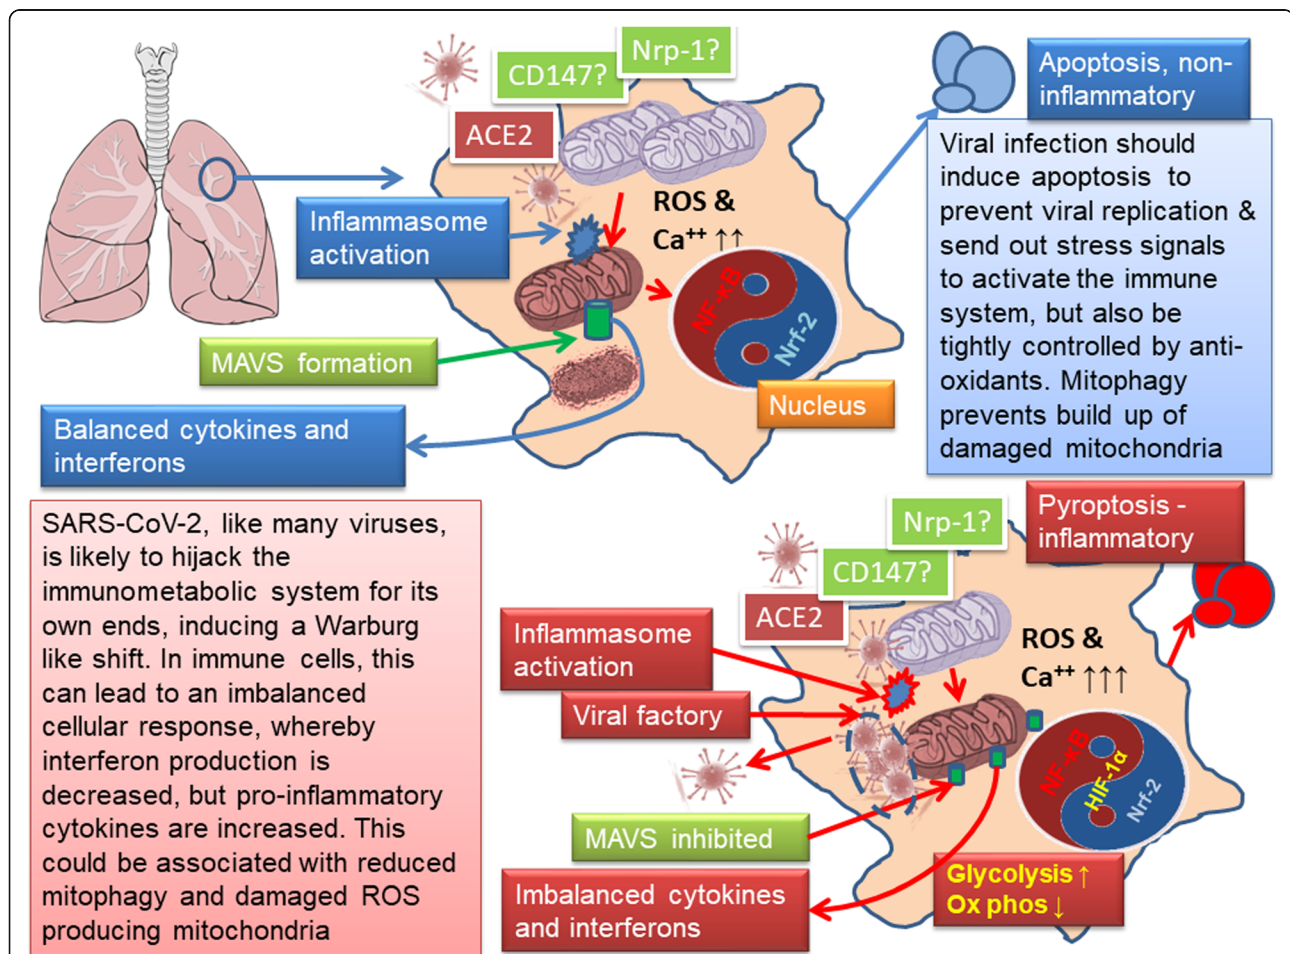 Nrp-1?
CD147?
ACE2
Apoptosis, non-
inflammatory
Viral infection should
induce apoptosis to
prevent viral replication &
send out stress signals
to activate the immune
system, but also be
tightly controlled by anti-
oxidants. Mitophagy
prevents build up of
damaged mitochondria
Inflammasome
activation
ROS &
Ca⁺⁺ ↑↑
NF-κB
Nrf-2
MAVS formation
Nucleus
Balanced cytokines and
interferons
SARS-CoV-2, like many viruses,
is likely to hijack the
immunometabolic system for its
own ends, inducing a Warburg
like shift. In immune cells, this
can lead to an imbalanced
cellular response, whereby
interferon production is
decreased, but pro-inflammatory
cytokines are increased. This
could be associated with reduced
mitophagy and damaged ROS
producing mitochondria
Nrp-1?
CD147?
ACE2
Pyroptosis -
inflammatory
Inflammasome
activation
Viral factory
ROS &
Ca⁺⁺ ↑↑↑
NF-κB
HIF-1α
Nrf-2
MAVS inhibited
Imbalanced cytokines
and interferons
Glycolysis ↑
Ox phos ↓